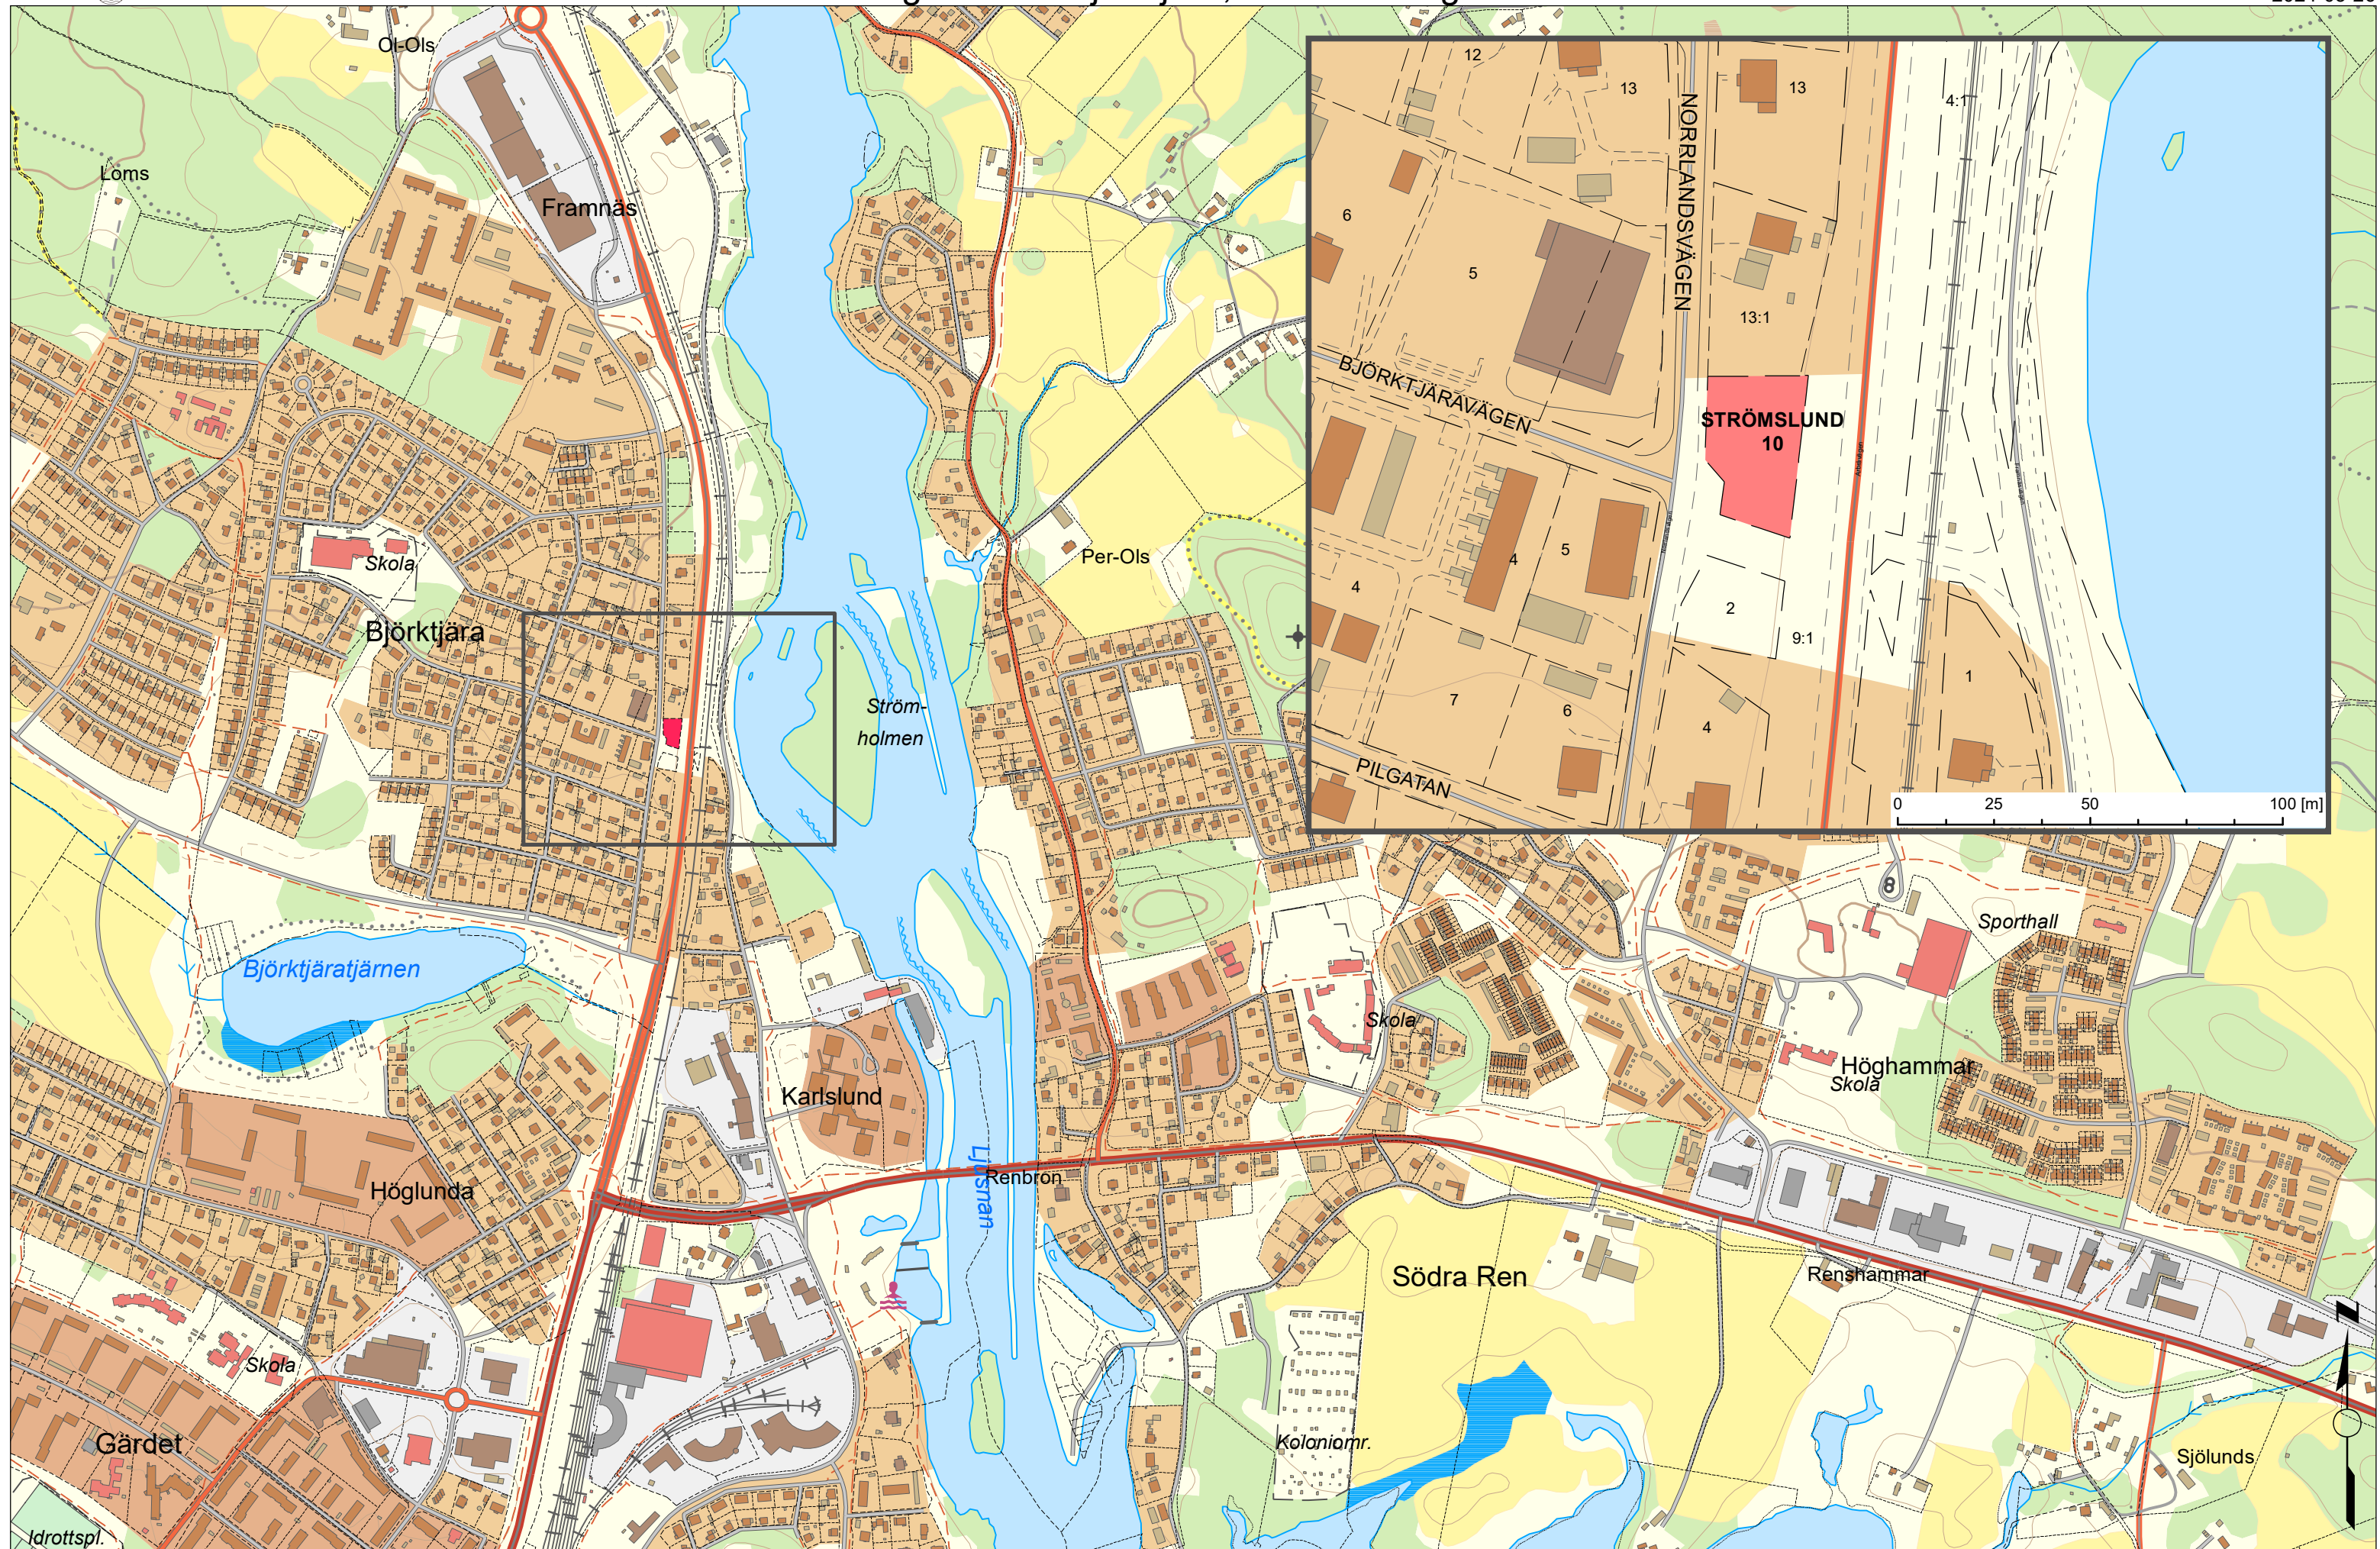 Ol-Ols
Loms
Framnäs
Skola
Björktjära
Per-Ols
Ström-
holmen
Björktjäratjärnen
Karlslund
Höglunda
Renbron
Ljusnan
Skola
Gärdet
Idrottspl.
Skola
Södra Ren
Koloniomr.
Sporthall
Höghammar
Skola
Renshammar
Sjölunds
N
12
13
13
4:1
NORRLANDSVÄGEN
6
5
13:1
BJÖRKTJÄRAVÄGEN
STRÖMSLUND
10
4
5
4
2
9:1
7
6
4
1
PILGATAN
0 25 50 100 [m]